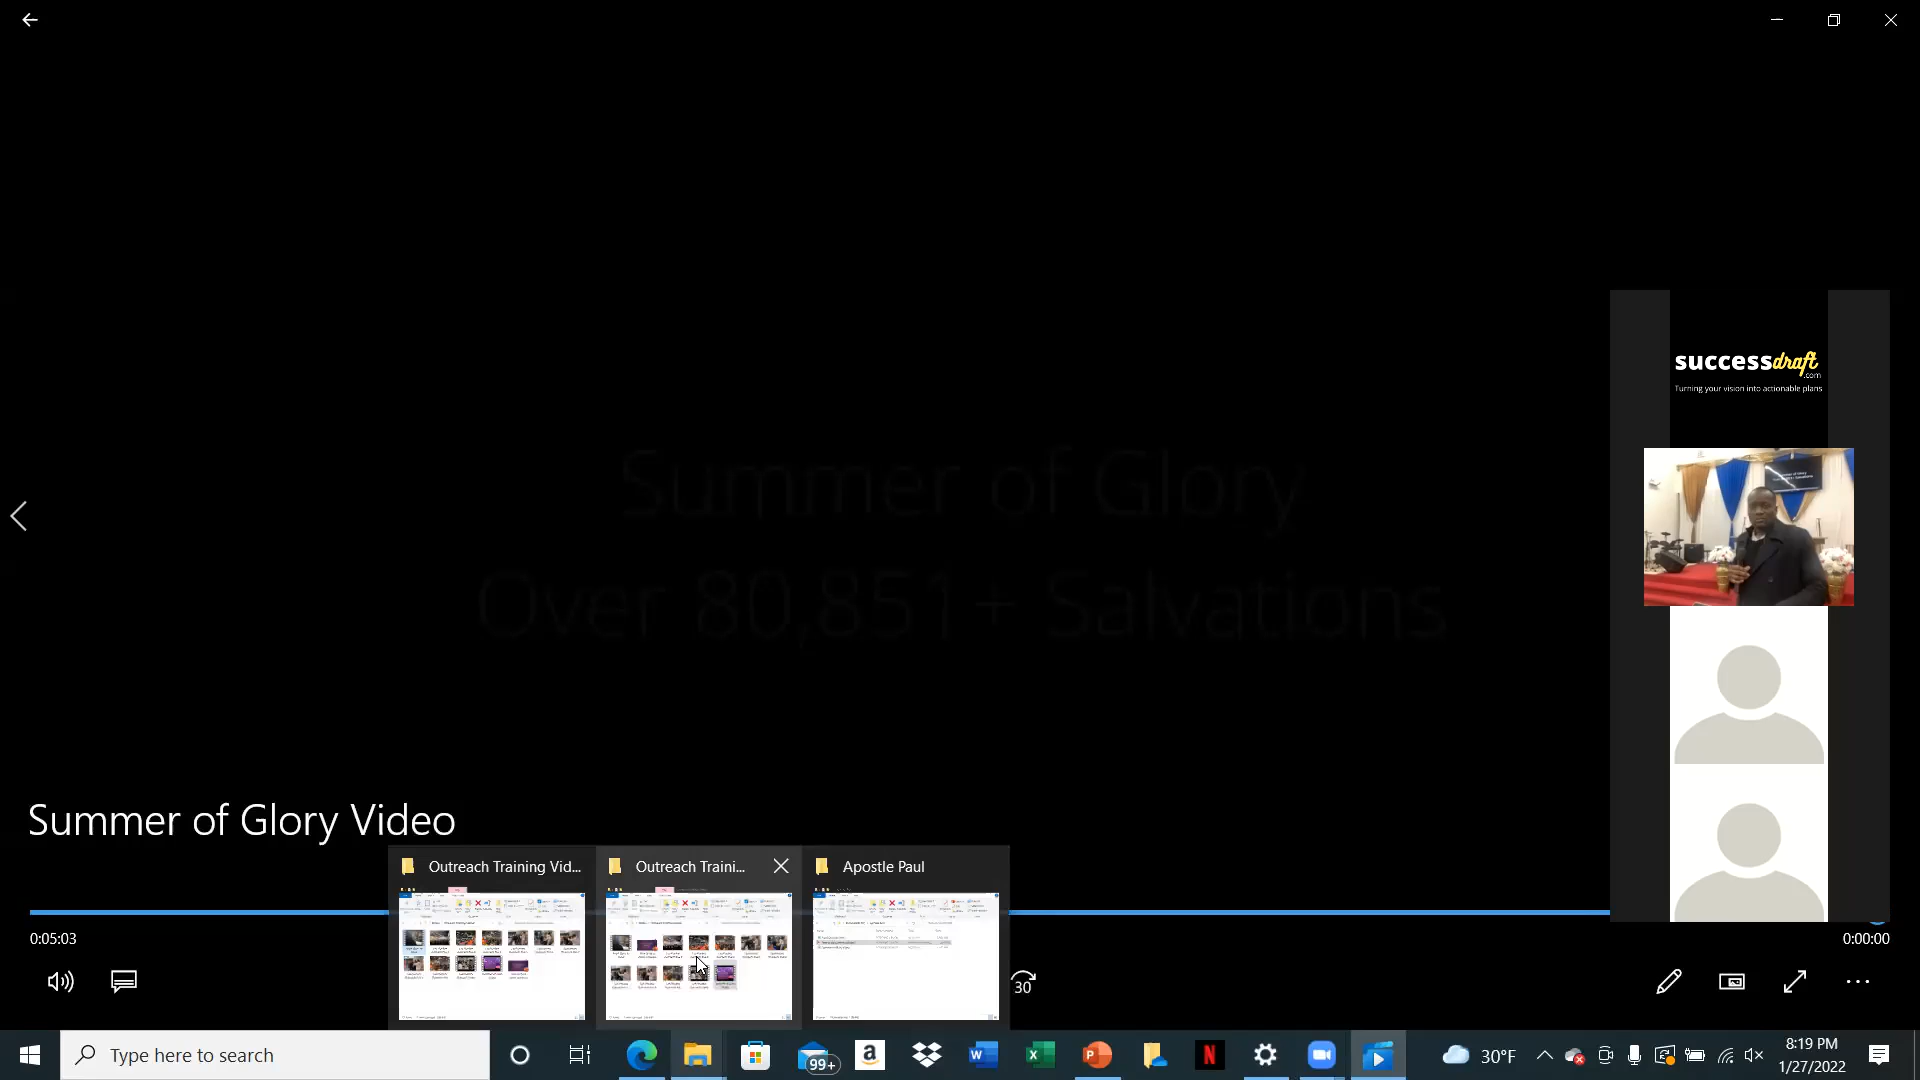 successdraft
.com
Turning your vision into actionable plans
Summer of Glory
Over 80,851+ Salvations
Summer of Glory Video
Outreach Training Vid...
Outreach Traini...
Apostle Paul
0:05:03
0:00:00
30
Type here to search
99+
30°F
8:19 PM
1/27/2022